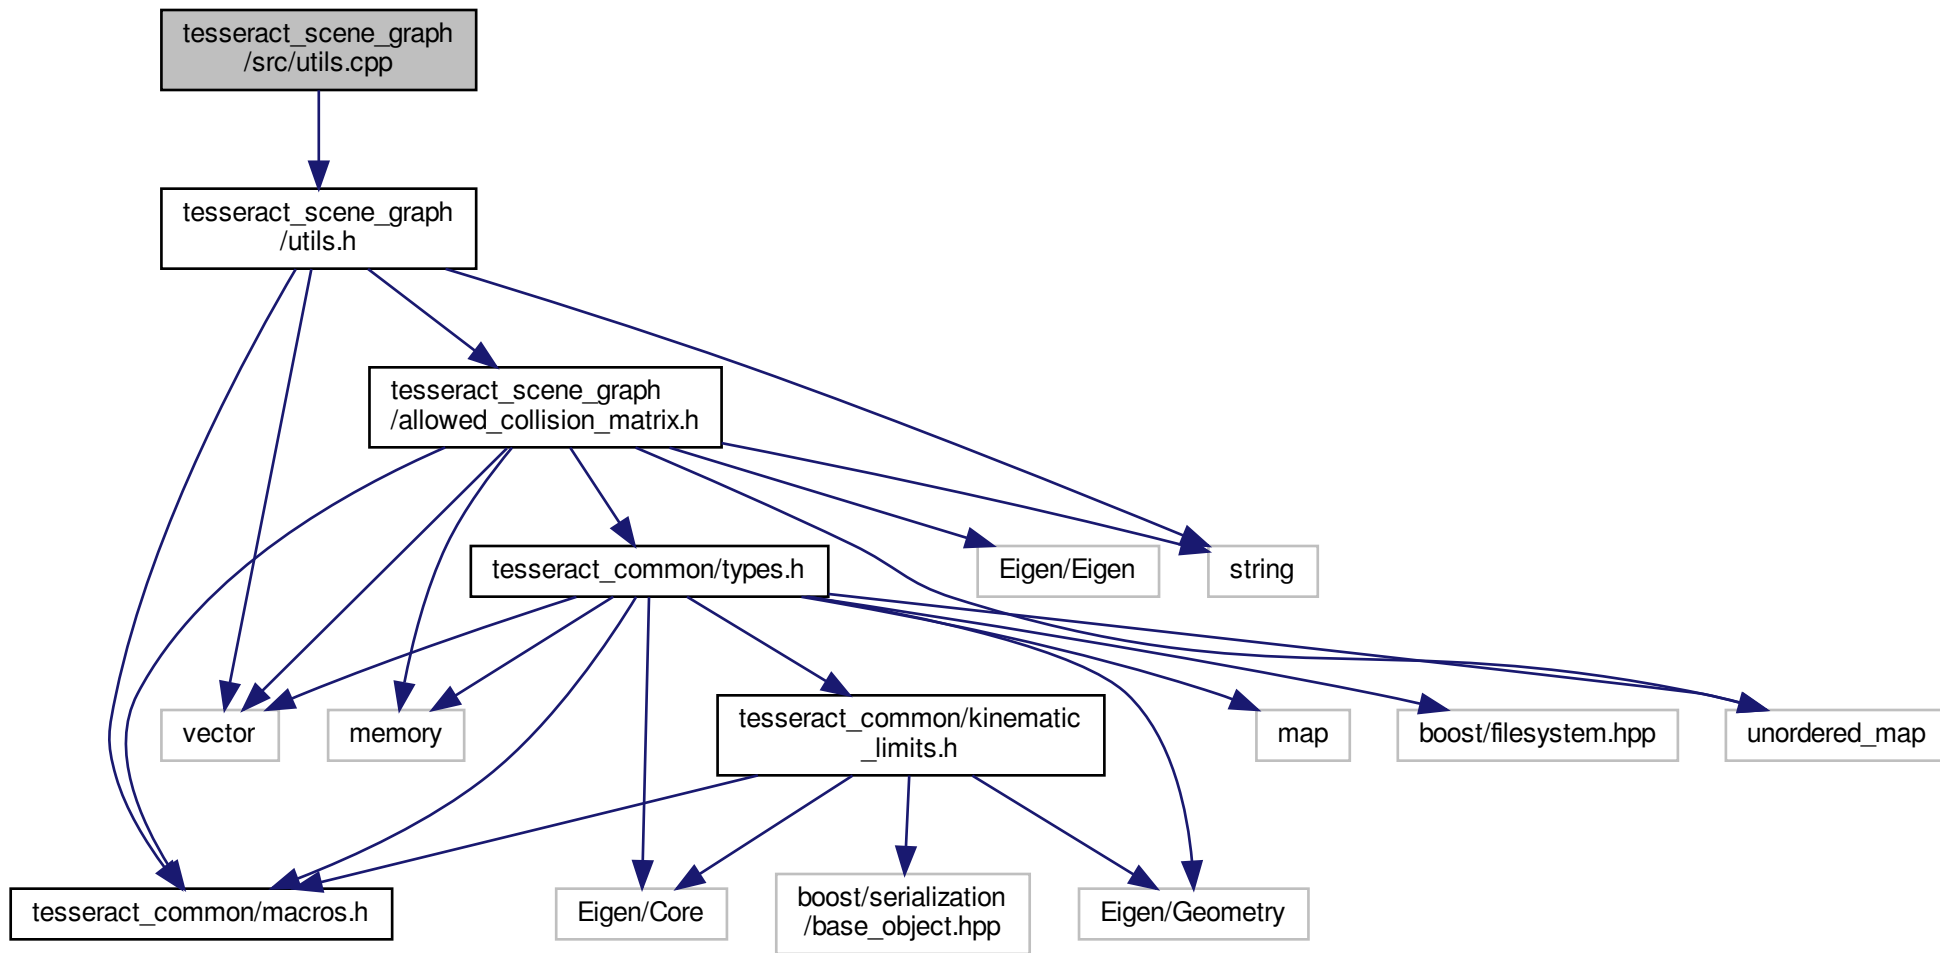 tesseract_scene_graph
/src/utils.cpp
tesseract_scene_graph
/utils.h
tesseract_scene_graph
/allowed_collision_matrix.h
tesseract_common/types.h
Eigen/Eigen
string
vector
memory
tesseract_common/kinematic
_limits.h
map
boost/filesystem.hpp
unordered_map
tesseract_common/macros.h
Eigen/Core
boost/serialization
/base_object.hpp
Eigen/Geometry